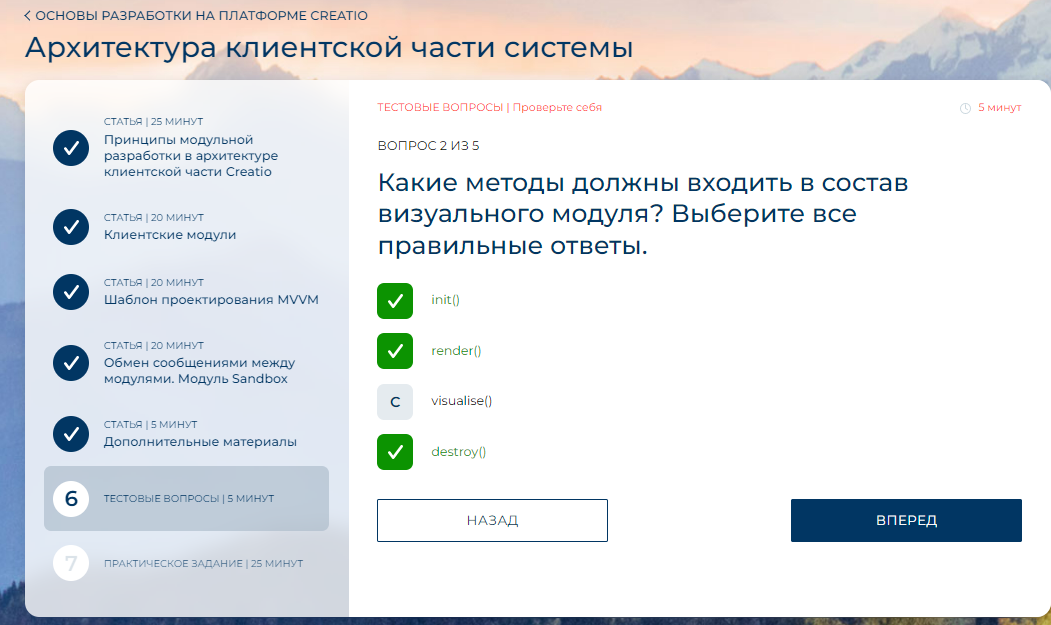 ОСНОВЫ РАЗРАБОТКИ НА ПЛАТФОРМЕ CREATIO
Архитектура клиентской части системы
СТАТЬЯ | 25 МИНУТ
Принципы модульной
разработки в архитектуре
клиентской части Creatio
СТАТЬЯ | 20 МИНУТ
Клиентские модули
СТАТЬЯ | 20 МИНУТ
Шаблон проектирования MVVM
СТАТЬЯ | 20 МИНУТ
Обмен сообщениями между
модулями. Модуль Sandbox
СТАТЬЯ | 5 МИНУТ
Дополнительные материалы
6 ТЕСТОВЫЕ ВОПРОСЫ | 5 МИНУТ
7 ПРАКТИЧЕСКОЕ ЗАДАНИЕ | 25 МИНУТ
ТЕСТОВЫЕ ВОПРОСЫ | Проверьте себя
5 минут
ВОПРОС 2 ИЗ 5
Какие методы должны входить в состав
визуального модуля? Выберите все
правильные ответы.
init()
render()
C visualise()
destroy()
НАЗАД
ВПЕРЕД